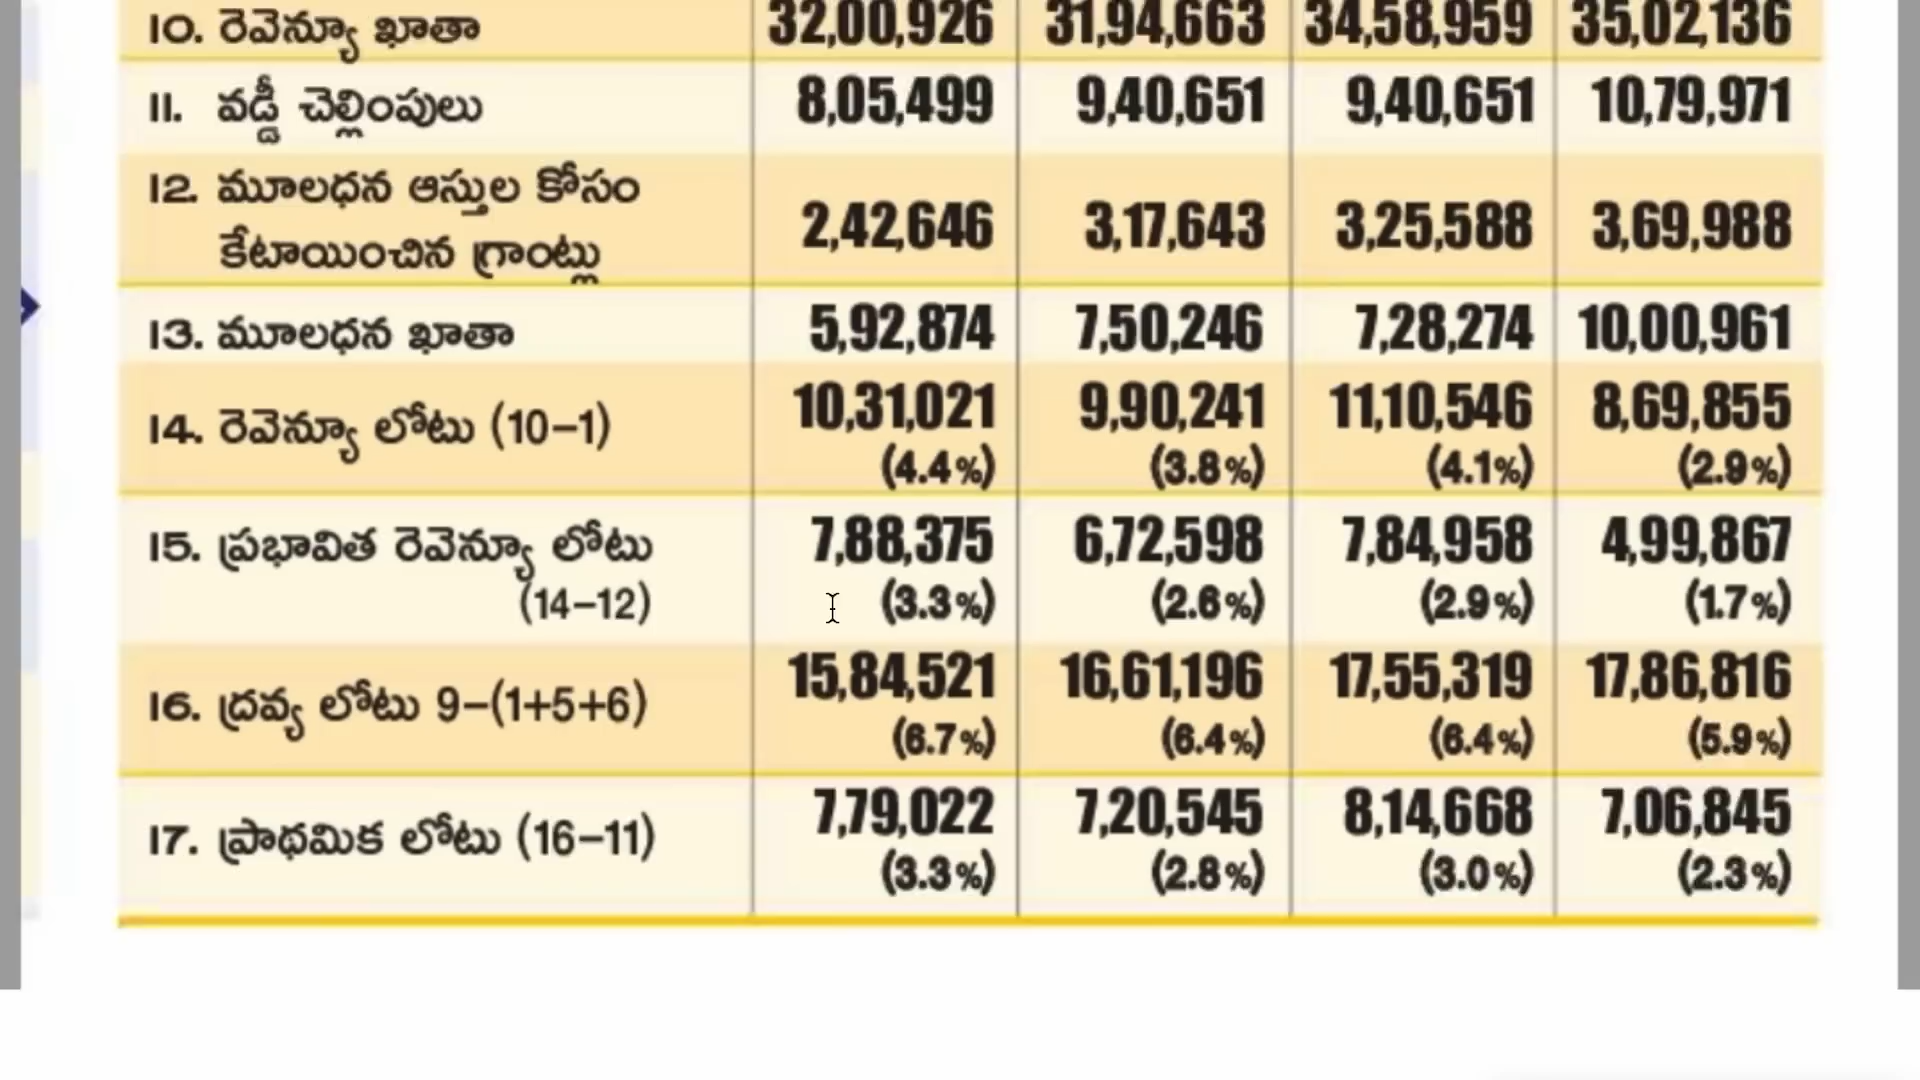 10. రెవెన్యూ ఖాతా 32,00,926 31,94,663 34,58,959 35,02,136
11. వడ్డీ చెల్లింపులు 8,05,499 9,40,651 9,40,651 10,79,971
12. మూలధన ఆస్తుల కోసం
కేటాయించిన గ్రాంట్లు 2,42,646 3,17,643 3,25,588 3,69,988
13. మూలధన ఖాతా 5,92,874 7,50,246 7,28,274 10,00,961
14. రెవెన్యూ లోటు (10-1) 10,31,021 9,90,241 11,10,546 8,69,855
(4.4%) (3.8%) (4.1%) (2.9%)
15. ప్రభావిత రెవెన్యూ లోటు 7,88,375 6,72,598 7,84,958 4,99,867
(14-12) (3.3%) (2.6%) (2.9%) (1.7%)
16. ద్రవ్య లోటు 9-(1+5+6) 15,84,521 16,61,196 17,55,319 17,86,816
(6.7%) (6.4%) (6.4%) (5.9%)
17. ప్రాథమిక లోటు (16-11) 7,79,022 7,20,545 8,14,668 7,06,845
(3.3%) (2.8%) (3.0%) (2.3%)